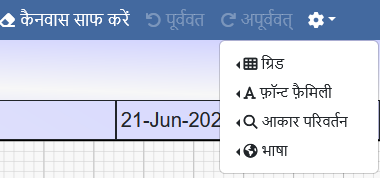 कैनवास साफ करें पूर्ववत अपूर्ववत्
ग्रिड
फ़ॉन्ट फ़ैमिली
21-Jun-202
आकार परिवर्तन
भाषा